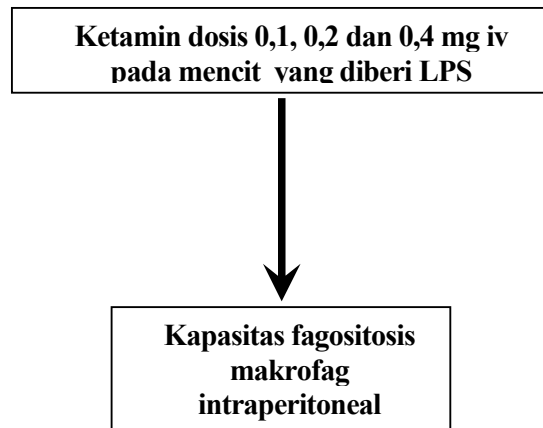 Ketamin dosis 0,1, 0,2 dan 0,4 mg iv
pada mencit yang diberi LPS
Kapasitas fagositosis
makrofag
intraperitoneal